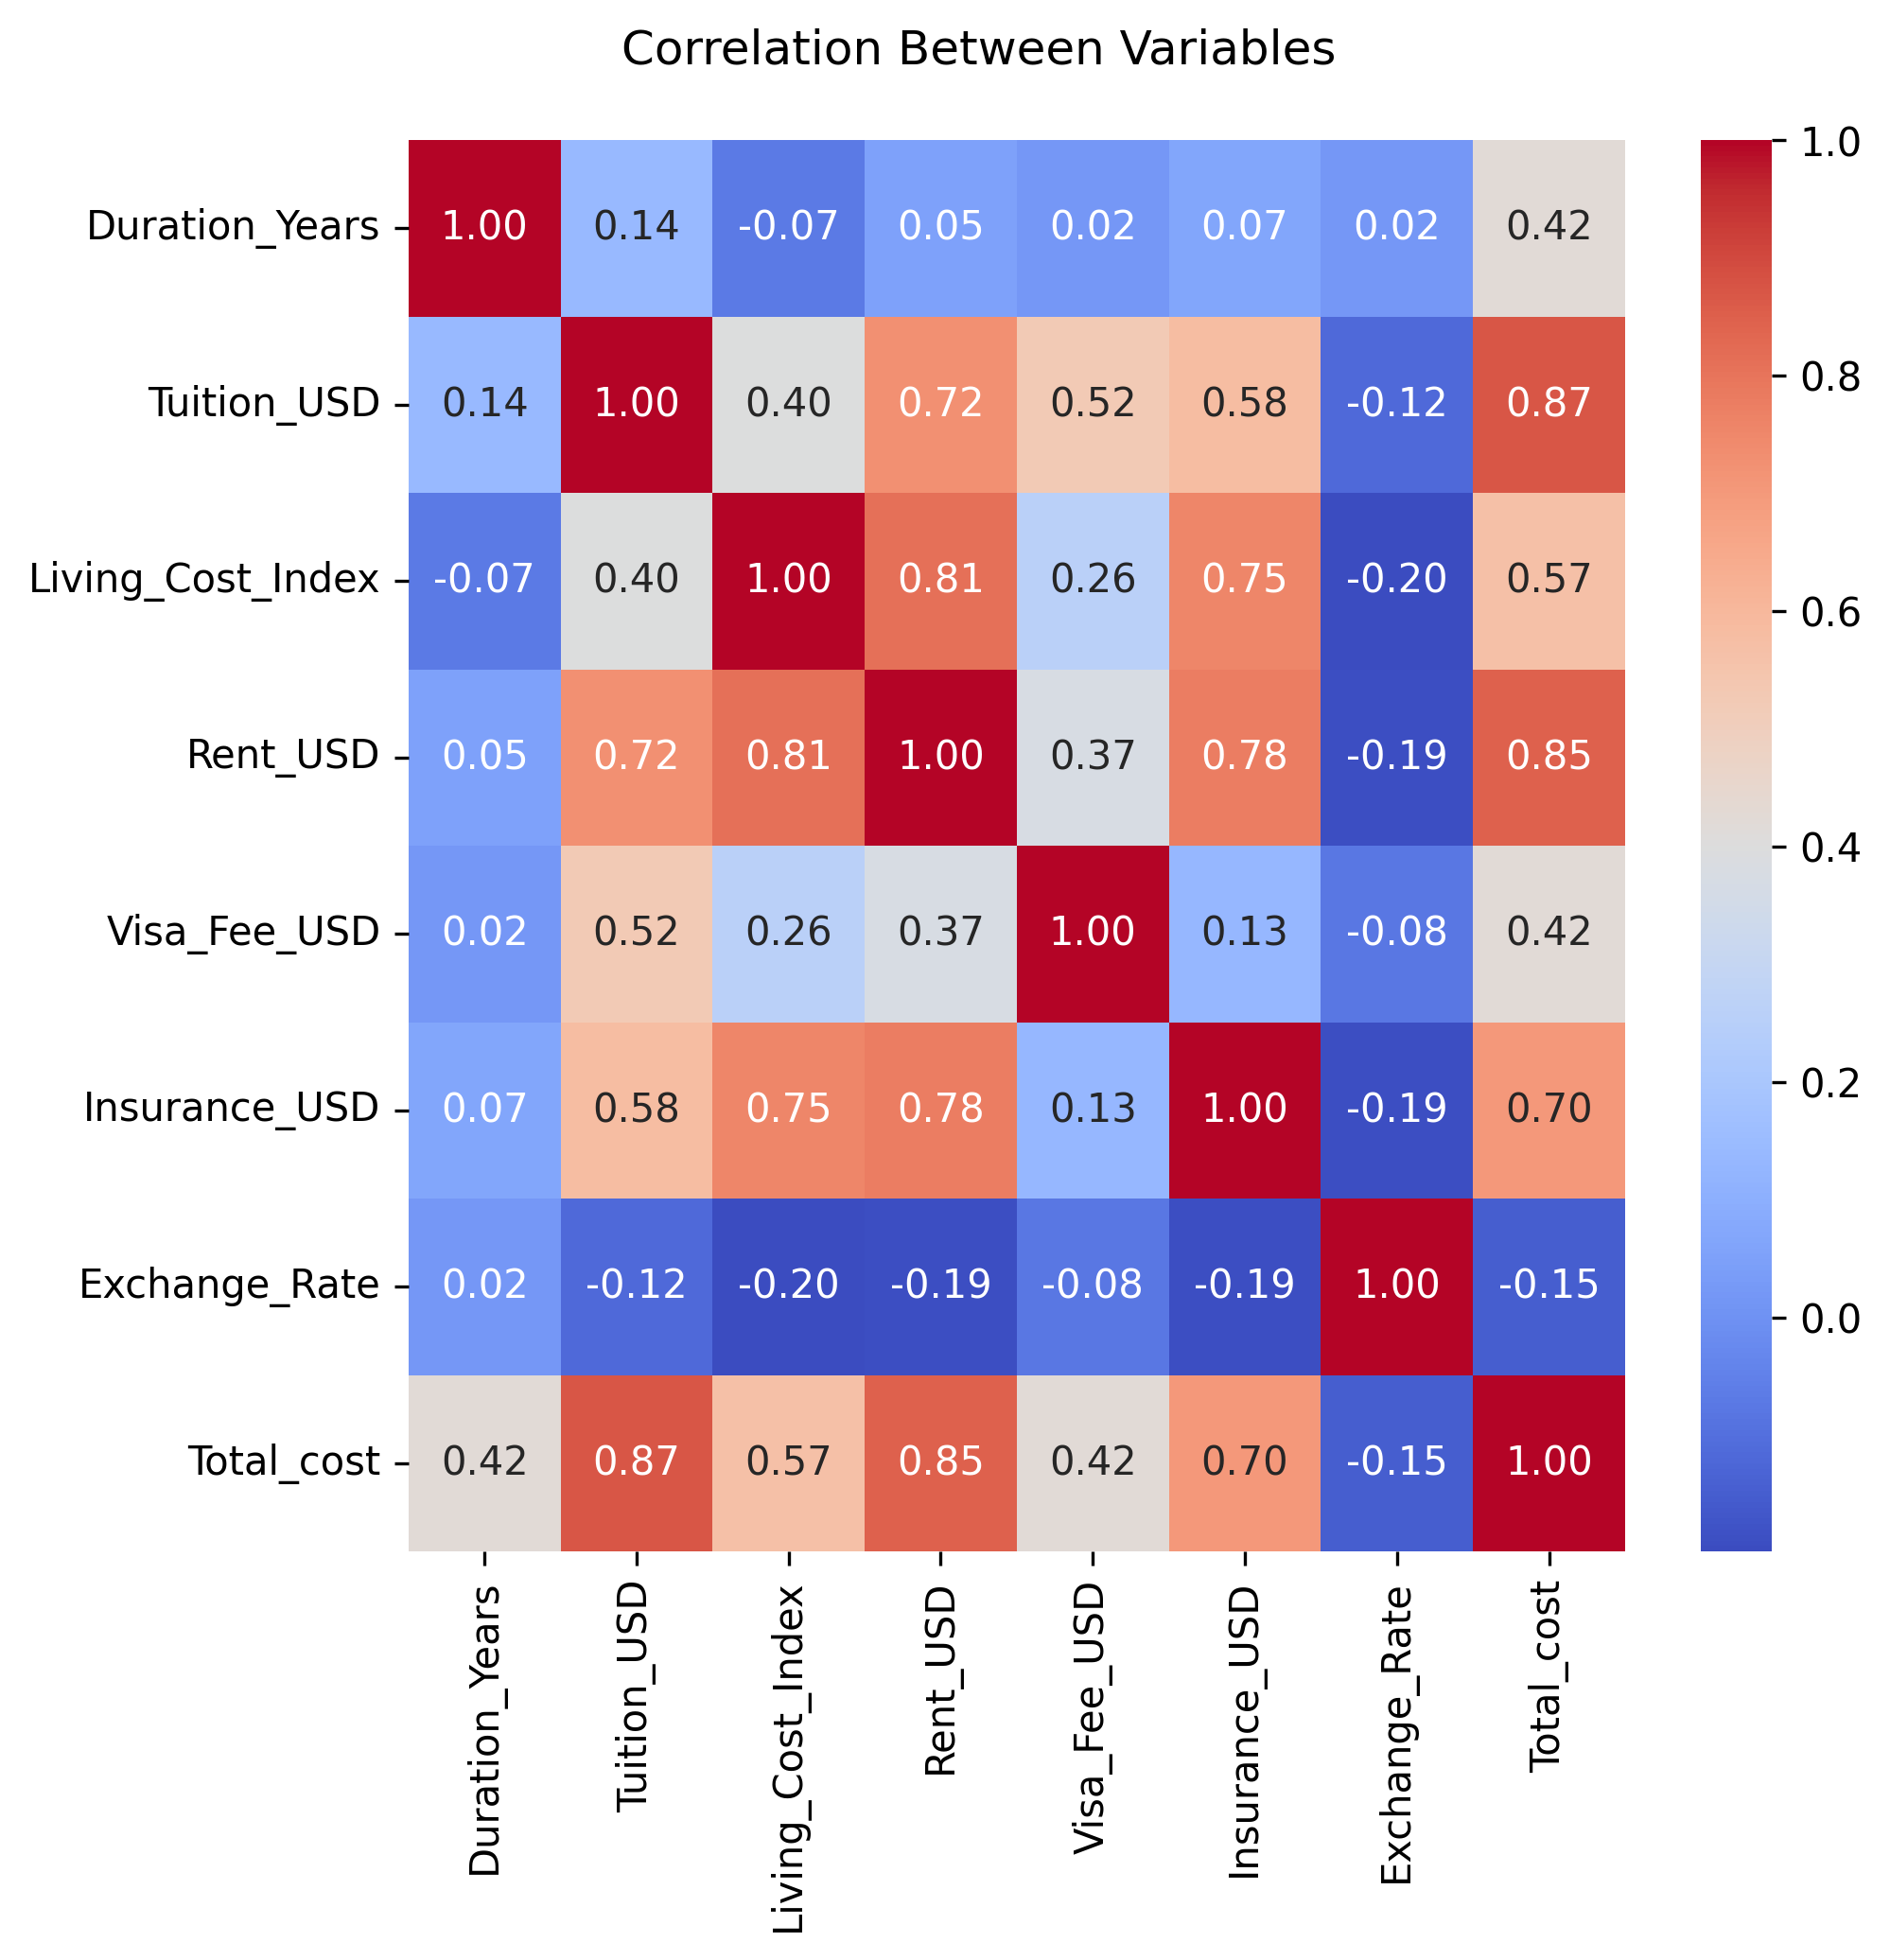 Correlation Between Variables
Duration_Years 1.00 0.14 -0.07 0.05 0.02 0.07 0.02 0.42
Tuition_USD 0.14 1.00 0.40 0.72 0.52 0.58 -0.12 0.87
Living_Cost_Index -0.07 0.40 1.00 0.81 0.26 0.75 -0.20 0.57
Rent_USD 0.05 0.72 0.81 1.00 0.37 0.78 -0.19 0.85
Visa_Fee_USD 0.02 0.52 0.26 0.37 1.00 0.13 -0.08 0.42
Insurance_USD 0.07 0.58 0.75 0.78 0.13 1.00 -0.19 0.70
Exchange_Rate 0.02 -0.12 -0.20 -0.19 -0.08 -0.19 1.00 -0.15
Total_cost 0.42 0.87 0.57 0.85 0.42 0.70 -0.15 1.00
Duration_Years
Tuition_USD
Living_Cost_Index
Rent_USD
Visa_Fee_USD
Insurance_USD
Exchange_Rate
Total_cost
1.0
0.8
0.6
0.4
0.2
0.0